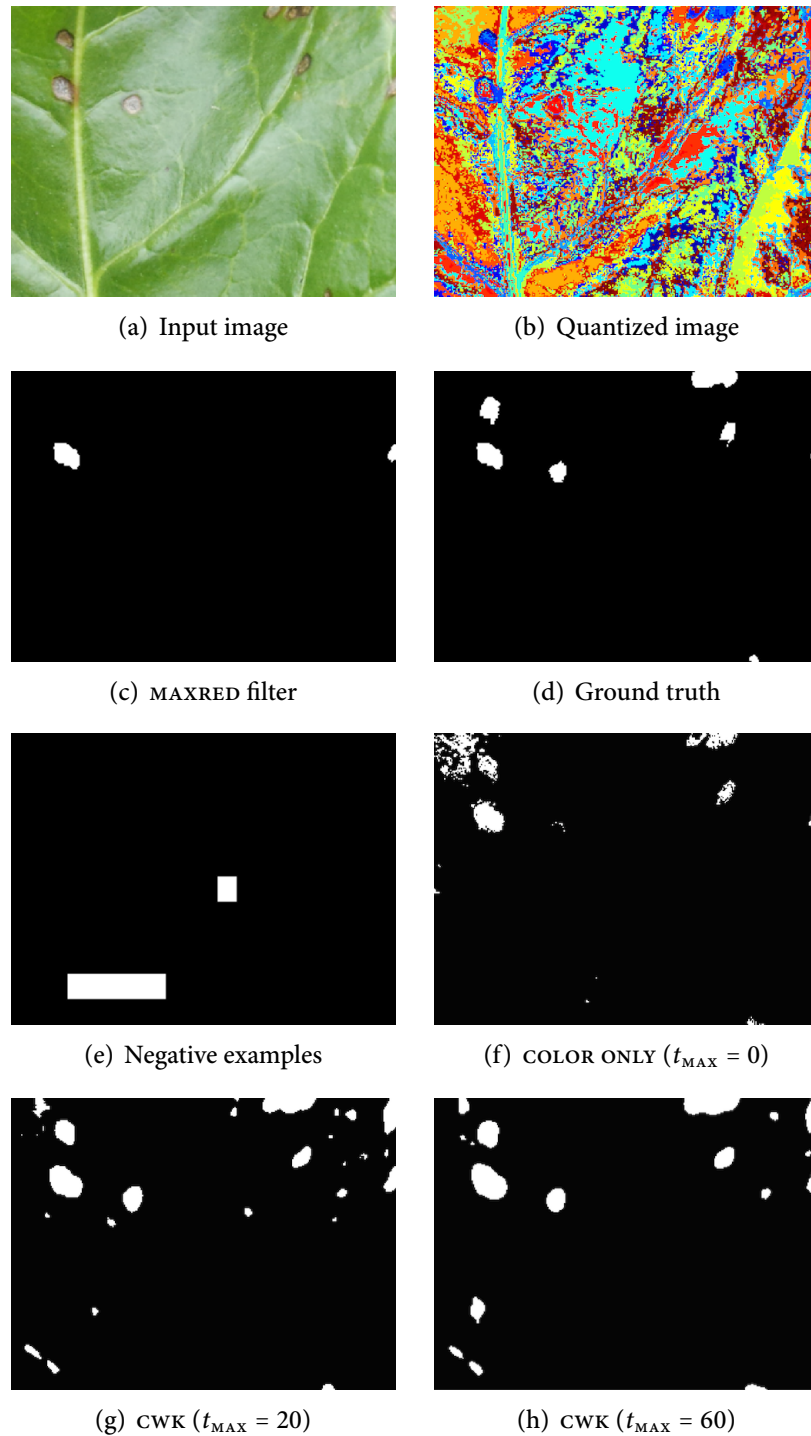 (a) Input image
(b) Quantized image
(c) MAXRED filter
(d) Ground truth
(e) Negative examples
(f) COLOR ONLY (tMAX = 0)
(g) CWK (tMAX = 20)
(h) CWK (tMAX = 60)